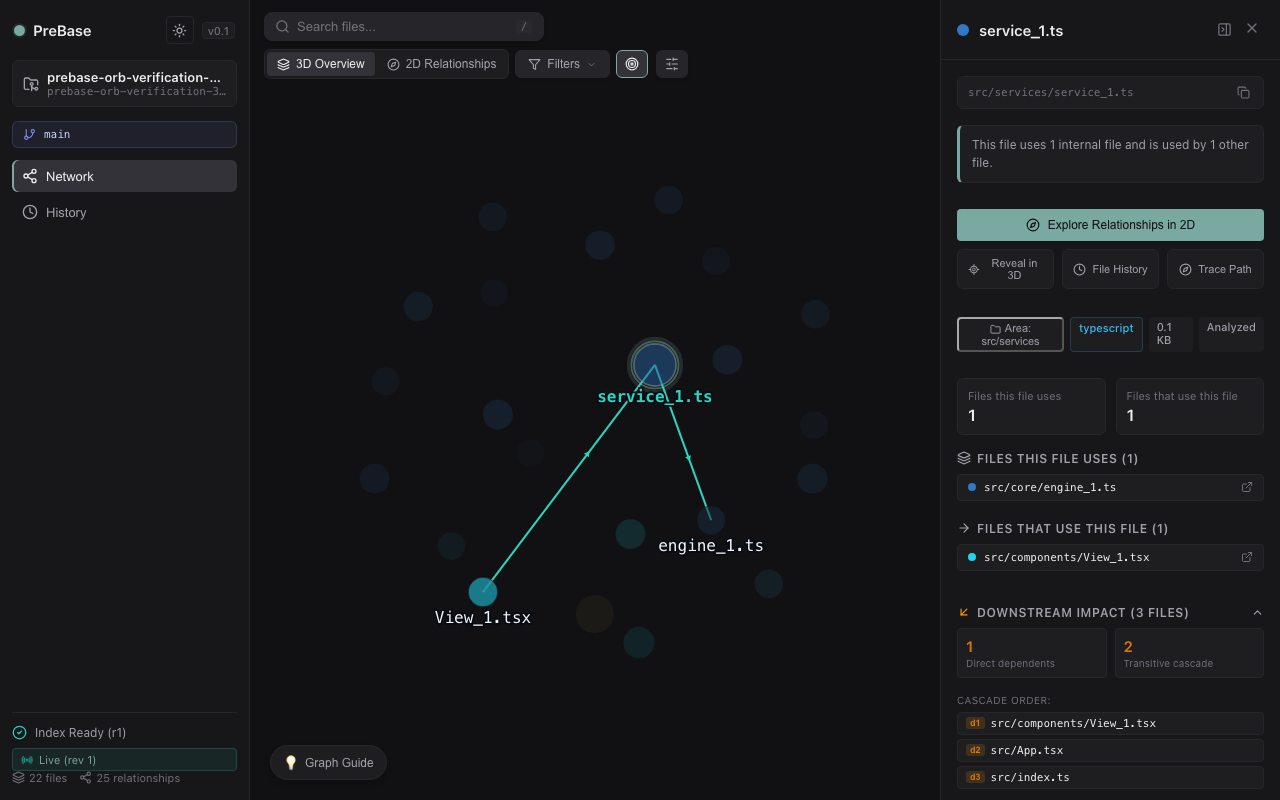 PreBase
v0.1
prebase-orb-verification-...
prebase-orb-verification-3…
main
Network
History
Index Ready (r1)
Live (rev 1)
22 files
25 relationships
Search files...
/
3D Overview
2D Relationships
Filters
service_1.ts
engine_1.ts
View_1.tsx
Graph Guide
service_1.ts
src/services/service_1.ts
This file uses 1 internal file and is used by 1 other
file.
Explore Relationships in 2D
Reveal in
3D
File History
Trace Path
Area:
src/services
typescript
0.1
KB
Analyzed
Files this file uses
1
Files that use this file
1
FILES THIS FILE USES (1)
src/core/engine_1.ts
FILES THAT USE THIS FILE (1)
src/components/View_1.tsx
DOWNSTREAM IMPACT (3 FILES)
1
Direct dependents
2
Transitive cascade
CASCADE ORDER:
d1 src/components/View_1.tsx
d2 src/App.tsx
d3 src/index.ts